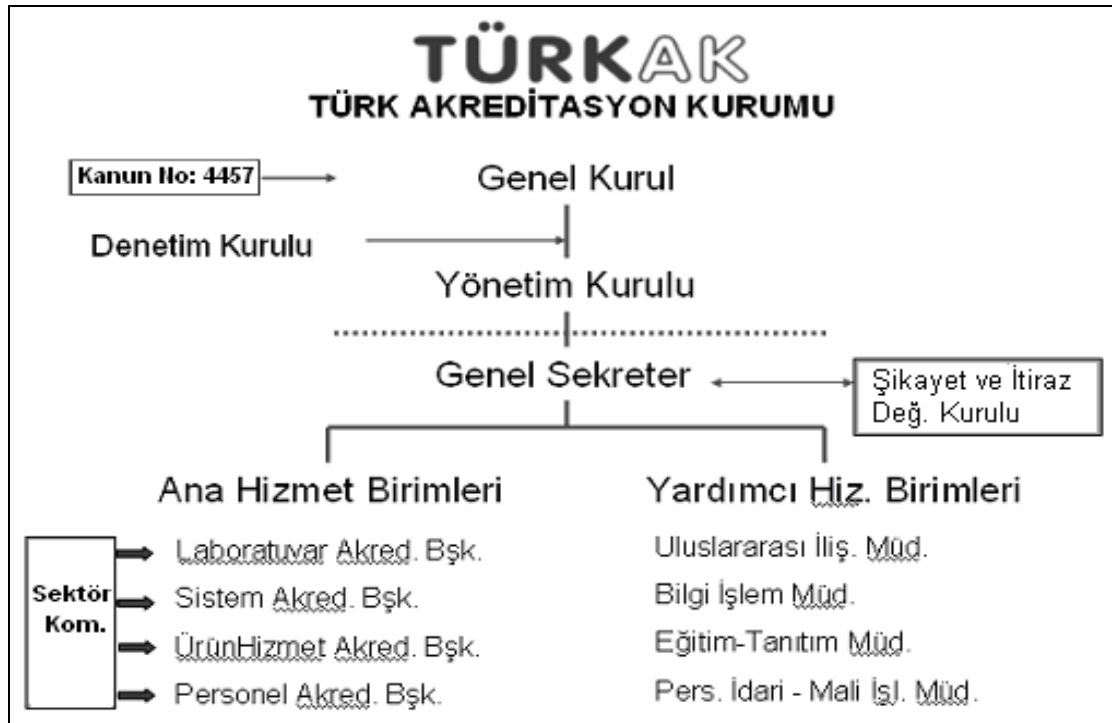 TÜRKAK
TÜRK AKREDİTASYON KURUMU
Kanun No: 4457
Genel Kurul
Denetim Kurulu
Yönetim Kurulu
Genel Sekreter
Şikayet ve İtiraz
Değ. Kurulu
Ana Hizmet Birimleri
Yardımcı Hiz. Birimleri
Sektör
Kom.
Laboratuvar Akred. Bşk.
Sistem Akred. Bşk.
ÜrünHizmet Akred. Bşk.
Personel Akred. Bşk.
Uluslararası İliş. Müd.
Bilgi İşlem Müd.
Eğitim-Tanıtım Müd.
Pers. İdari - Mali İşl. Müd.